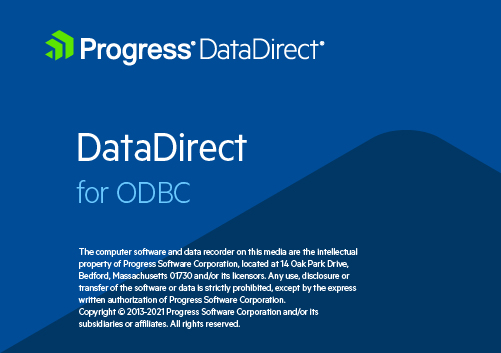 Progress® DataDirect®
DataDirect
for ODBC
The computer software and data recorder on this media are the intellectual
property of Progress Software Corporation, located at 14 Oak Park Drive,
Bedford, Massachusetts 01730 and/or its licensors. Any use, disclosure or
transfer of the software or data is strictly prohibited, except by the express
written authorization of Progress Software Corporation.
Copyright © 2013-2021 Progress Software Corporation and/or its
subsidiaries or affiliates. All rights reserved.